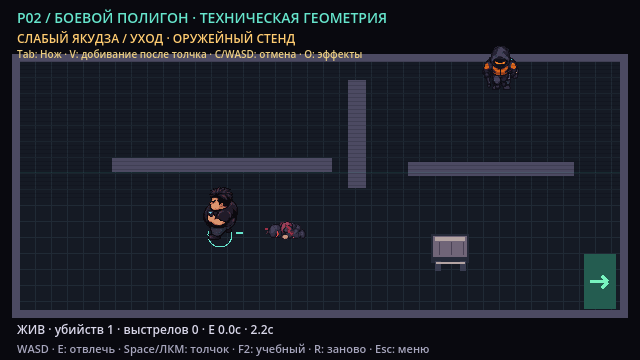 P02 / БОЕВОЙ ПОЛИГОН · ТЕХНИЧЕСКАЯ ГЕОМЕТРИЯ
СЛАБЫЙ ЯКУДЗА / УХОД · ОРУЖЕЙНЫЙ СТЕНД
Tab: Нож · V: добивание после толчка · C/WASD: отмена · O: эффекты
ЖИВ · убийств 1 · выстрелов 0 · E 0.0с · 2.2с
WASD · E: отвлечь · Space/ЛКМ: толчок · F2: учебный · R: заново · Esc: меню